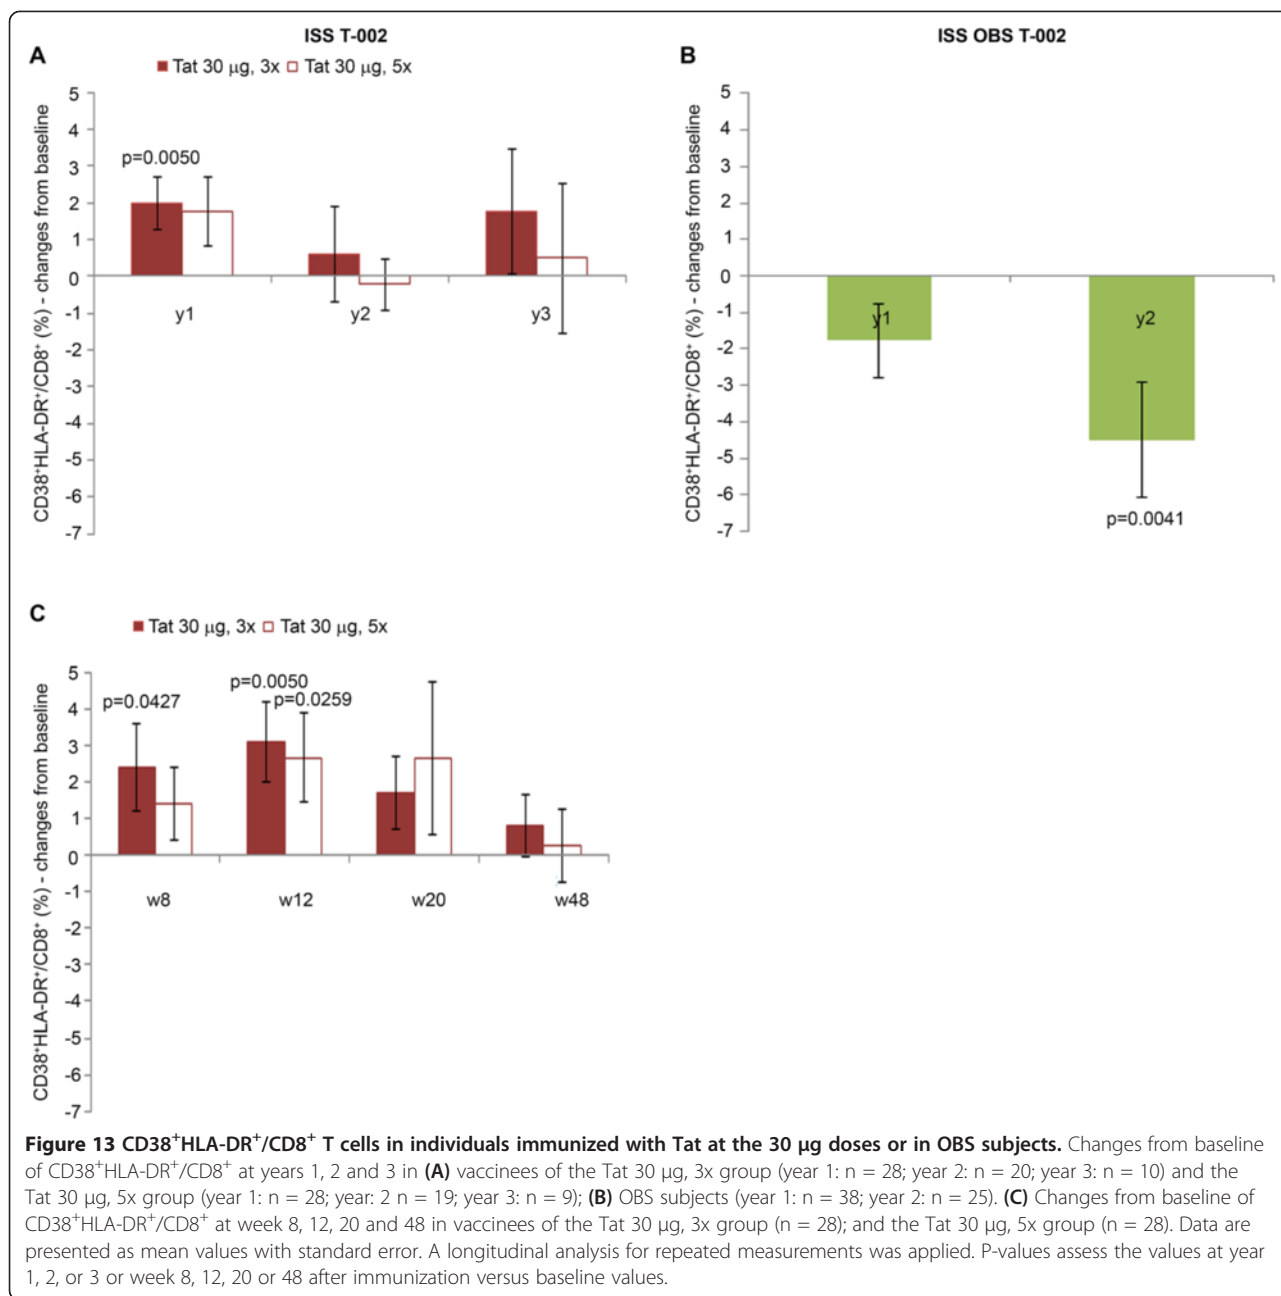 ISS T-002
A
Tat 30 µg, 3x Tat 30 µg, 5x
CD38⁺HLA-DR⁺/CD8⁺ (%) - changes from baseline
5
4
3
2
1
0
-1
-2
-3
-4
-5
-6
-7
p=0.0050
y1 y2 y3
ISS OBS T-002
B
CD38⁺HLA-DR⁺/CD8⁺ (%) - changes from baseline
5
4
3
2
1
0
-1
-2
-3
-4
-5
-6
-7
y1 y2
p=0.0041
C
Tat 30 µg, 3x Tat 30 µg, 5x
CD38⁺HLA-DR⁺/CD8⁺ (%) - changes from baseline
5
4
3
2
1
0
-1
-2
-3
-4
-5
-6
-7
p=0.0427
p=0.0050
p=0.0259
w8 w12 w20 w48
Figure 13 CD38⁺HLA-DR⁺/CD8⁺ T cells in individuals immunized with Tat at the 30 µg doses or in OBS subjects. Changes from baseline
of CD38⁺HLA-DR⁺/CD8⁺ at years 1, 2 and 3 in (A) vaccinees of the Tat 30 µg, 3x group (year 1: n = 28; year 2: n = 20; year 3: n = 10) and the
Tat 30 µg, 5x group (year 1: n = 28; year: 2 n = 19; year 3: n = 9); (B) OBS subjects (year 1: n = 38; year 2: n = 25). (C) Changes from baseline of
CD38⁺HLA-DR⁺/CD8⁺ at week 8, 12, 20 and 48 in vaccinees of the Tat 30 µg, 3x group (n = 28); and the Tat 30 µg, 5x group (n = 28). Data are
presented as mean values with standard error. A longitudinal analysis for repeated measurements was applied. P-values assess the values at year
1, 2, or 3 or week 8, 12, 20 or 48 after immunization versus baseline values.